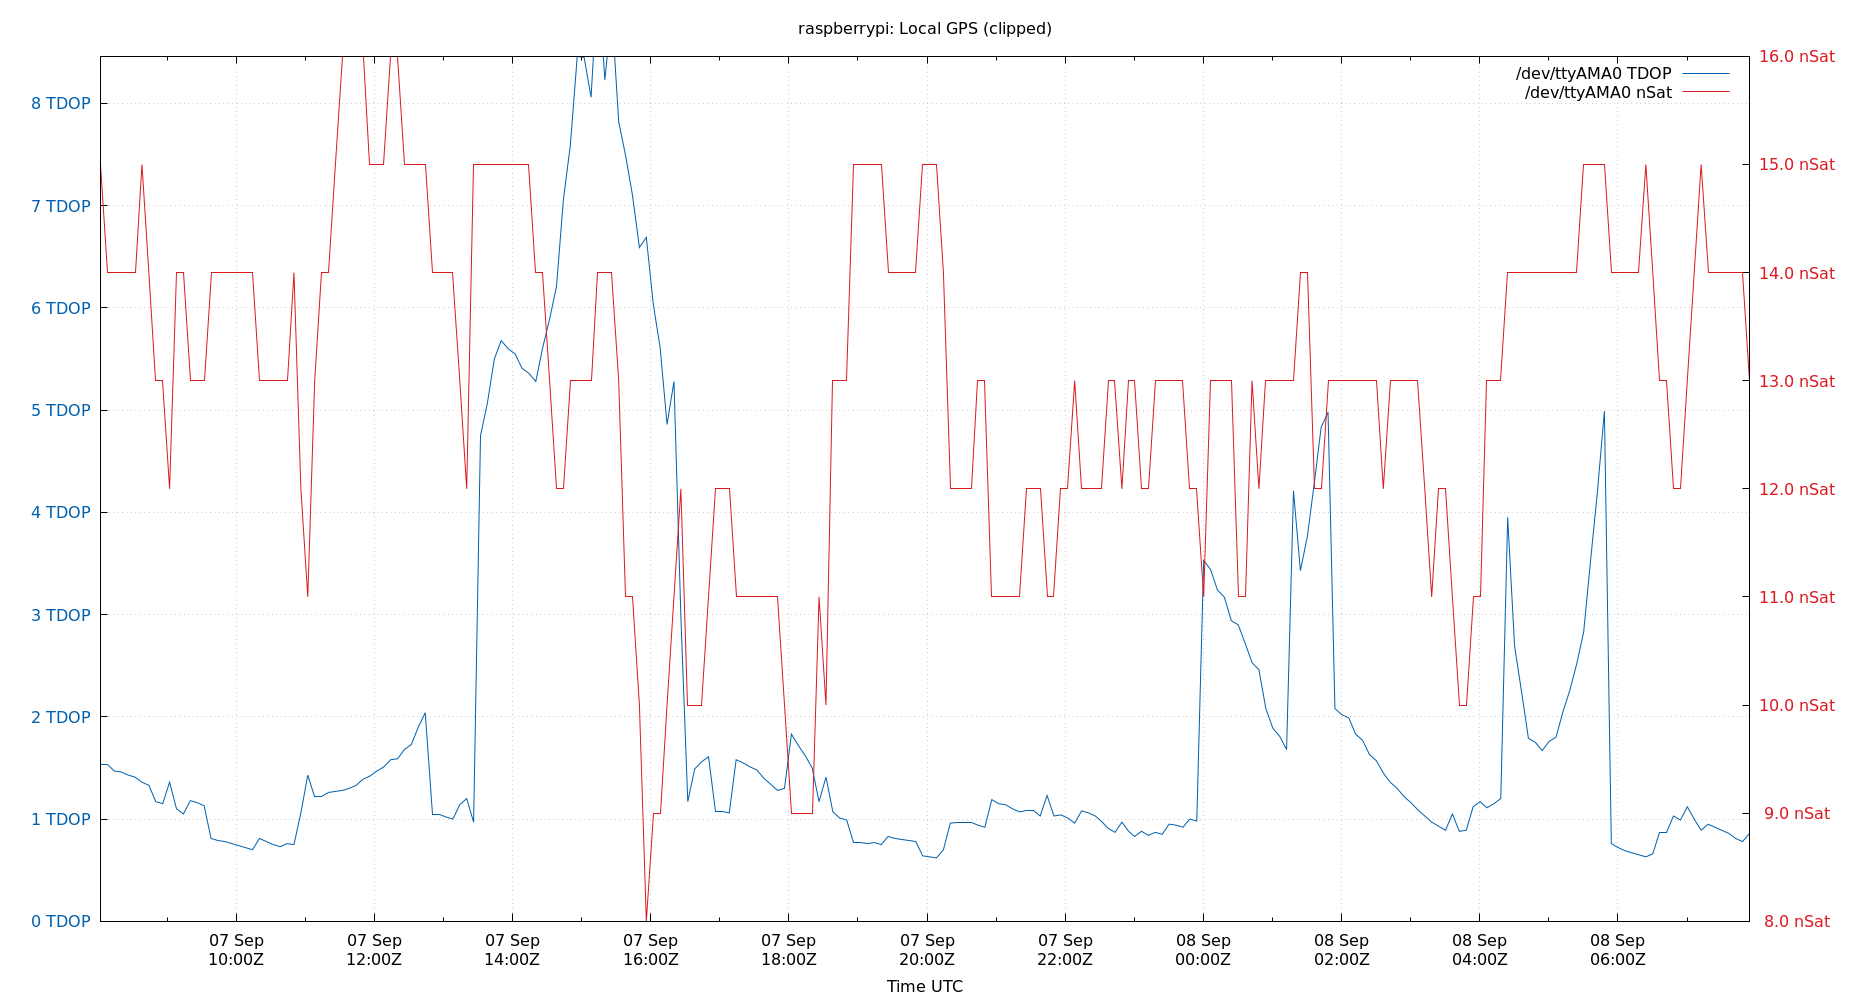 raspberrypi: Local GPS (clipped)
16.0 nSat
/dev/ttyAMA0 TDOP
/dev/ttyAMA0 nSat
8 TDOP
15.0 nSat
7 TDOP
14.0 nSat
6 TDOP
13.0 nSat
5 TDOP
12.0 nSat
4 TDOP
11.0 nSat
3 TDOP
10.0 nSat
2 TDOP
9.0 nSat
1 TDOP
0 TDOP
8.0 nSat
07 Sep 07 Sep 07 Sep 07 Sep 07 Sep 07 Sep 07 Sep 08 Sep 08 Sep 08 Sep 08 Sep
10:00Z 12:00Z 14:00Z 16:00Z 18:00Z 20:00Z 22:00Z 00:00Z 02:00Z 04:00Z 06:00Z
Time UTC